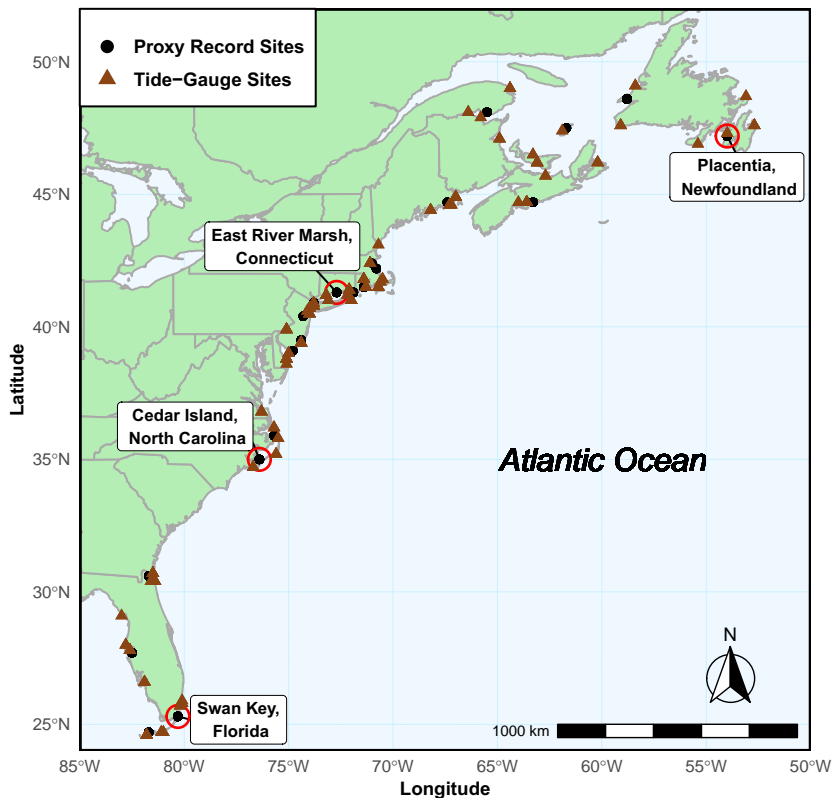 Proxy Record Sites
Tide-Gauge Sites
50°N
45°N
40°N
35°N
30°N
25°N
Latitude
Placentia,
Newfoundland
East River Marsh,
Connecticut
Cedar Island,
North Carolina
Atlantic Ocean
Swan Key,
Florida
N
1000 km
85°W
80°W
75°W
70°W
65°W
60°W
55°W
50°W
Longitude